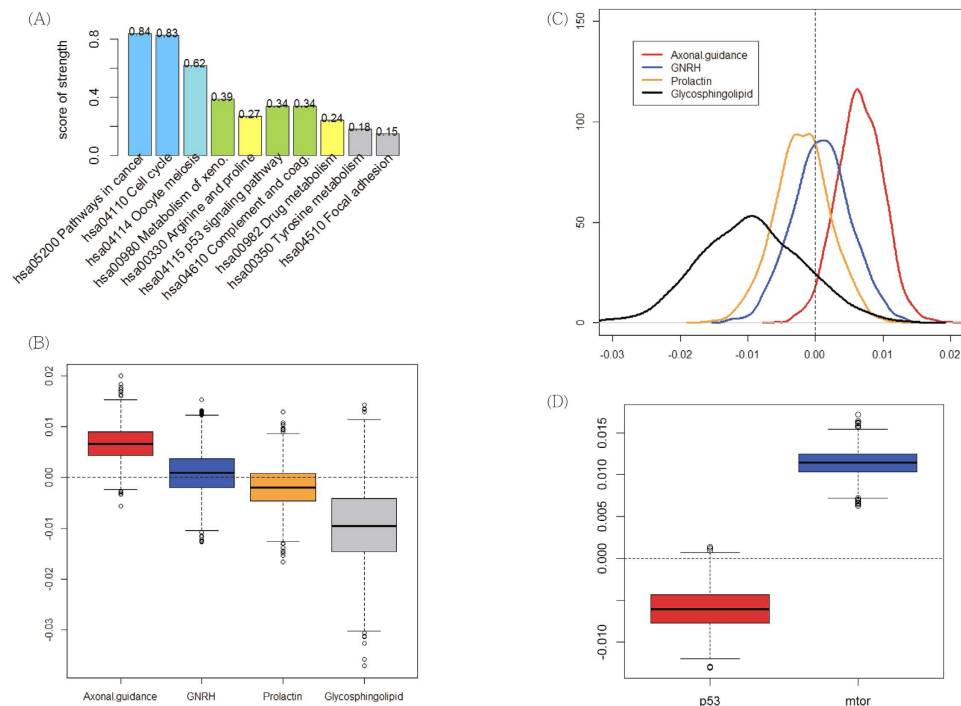 (A)
score of strength
0.8
0.4
0.0
0.84
0.83
0.62
0.39
0.27
0.34
0.34
0.24
0.18
0.15
hsa05200 Pathways in cancer
hsa04110 Cell cycle
hsa04114 Oocyte meiosis
hsa00980 Metabolism of xeno.
hsa00330 Arginine and proline
hsa04115 p53 signaling pathway
hsa04610 Complement and coag.
hsa00982 Drug metabolism
hsa00350 Tyrosine metabolism
hsa04510 Focal adhesion
(B)
0.02
0.01
0.00
-0.01
-0.02
-0.03
Axonal.guidance
GNRH
Prolactin
Glycosphingolipid
(C)
150
100
50
0
Axonal.guidance
GNRH
Prolactin
Glycosphingolipid
-0.03
-0.02
-0.01
0.00
0.01
0.02
(D)
0.015
0.010
0.005
0.000
-0.010
p53
mtor